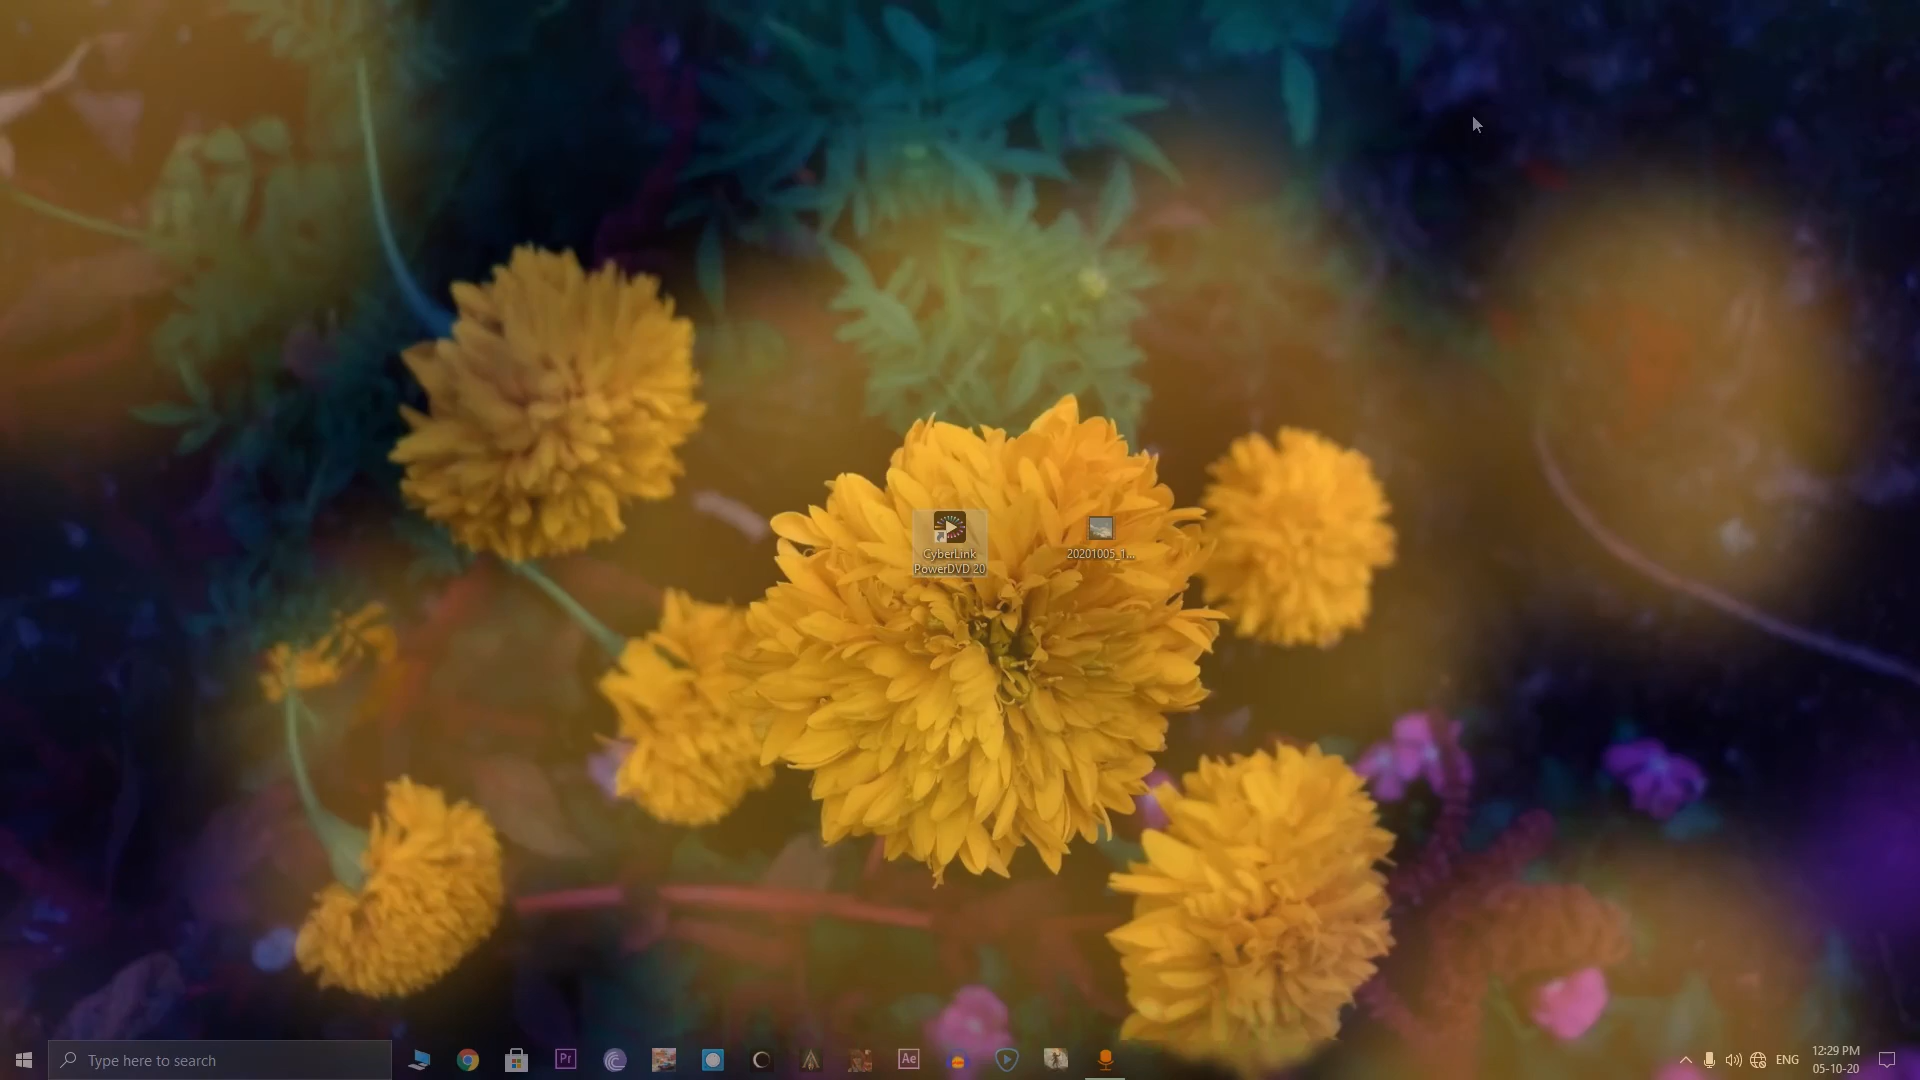 CyberLink
PowerDVD 20
20201005_1...
Pr
Ae
Type here to search
ENG
12:29 PM
05-10-20